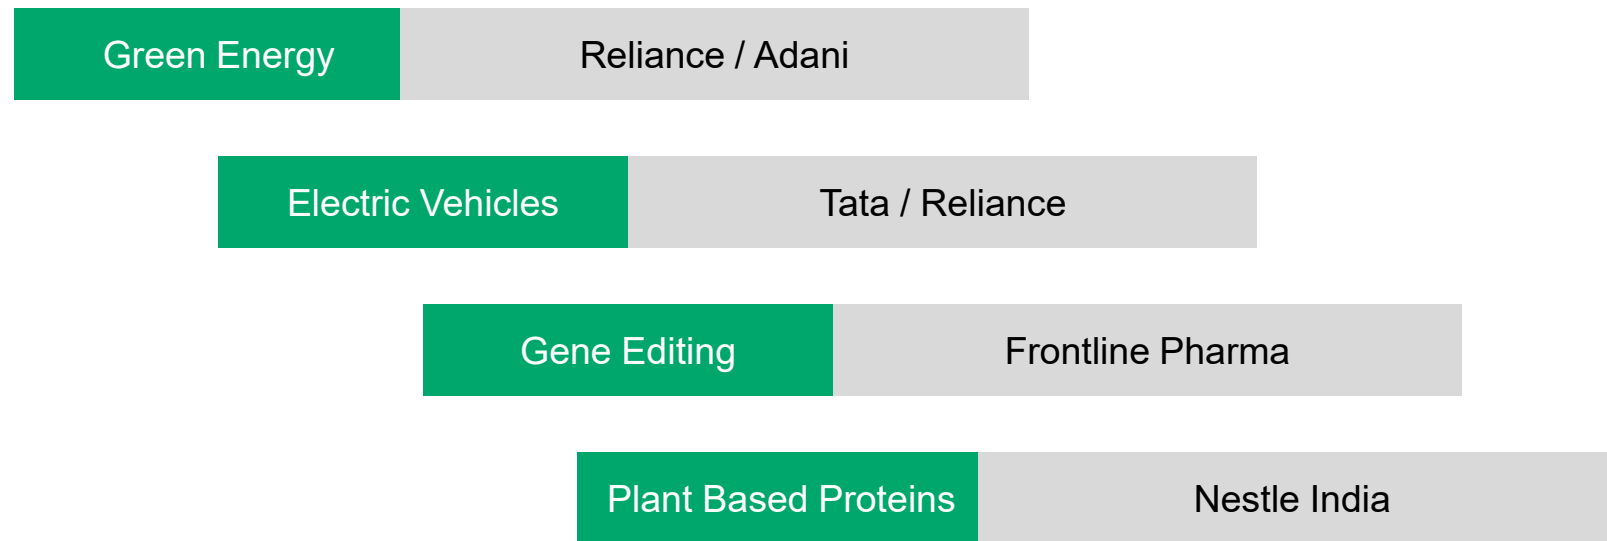 Green Energy
Reliance / Adani
Electric Vehicles
Tata / Reliance
Gene Editing
Frontline Pharma
Plant Based Proteins
Nestle India